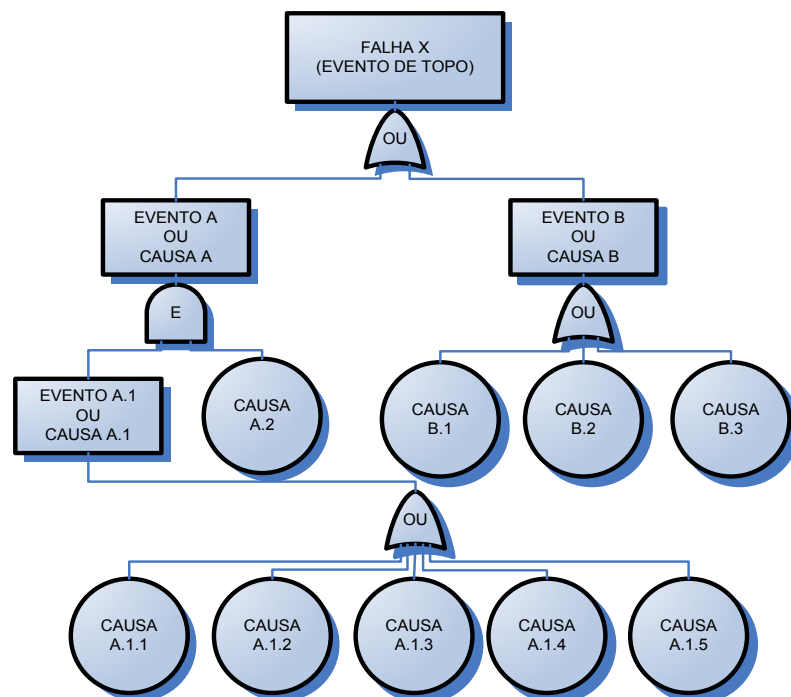 FALHA X
(EVENTO DE TOPO)
OU
EVENTO A
OU
CAUSA A
EVENTO B
OU
CAUSA B
E
OU
EVENTO A.1
OU
CAUSA A.1
CAUSA
A.2
CAUSA
B.1
CAUSA
B.2
CAUSA
B.3
OU
CAUSA
A.1.1
CAUSA
A.1.2
CAUSA
A.1.3
CAUSA
A.1.4
CAUSA
A.1.5